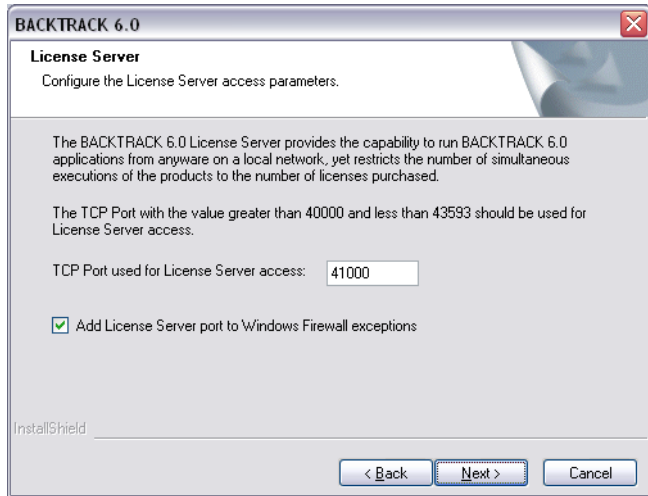 BACKTRACK 6.0
License Server
Configure the License Server access parameters.
The BACKTRACK 6.0 License Server provides the capability to run BACKTRACK 6.0
applications from anyware on a local network, yet restricts the number of simultaneous
executions of the products to the number of licenses purchased.
The TCP Port with the value greater than 40000 and less than 43593 should be used for
License Server access.
TCP Port used for License Server access: 41000
Add License Server port to Windows Firewall exceptions
InstallShield
< Back Next > Cancel